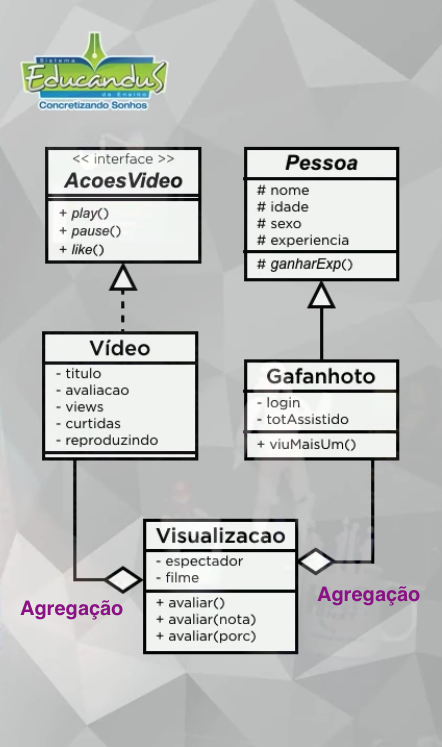 Sistema
EducanduS
de Ensino
Concretizando Sonhos
<< interface >>
AcoesVideo
+ play()
+ pause()
+ like()
Pessoa
# nome
# idade
# sexo
# experiencia
# ganharExp()
Vídeo
- titulo
- avaliacao
- views
- curtidas
- reproduzindo
Gafanhoto
- login
- totAssistido
+ viuMaisUm()
Visualizacao
- espectador
- filme
+ avaliar()
+ avaliar(nota)
+ avaliar(porc)
Agregação
Agregação